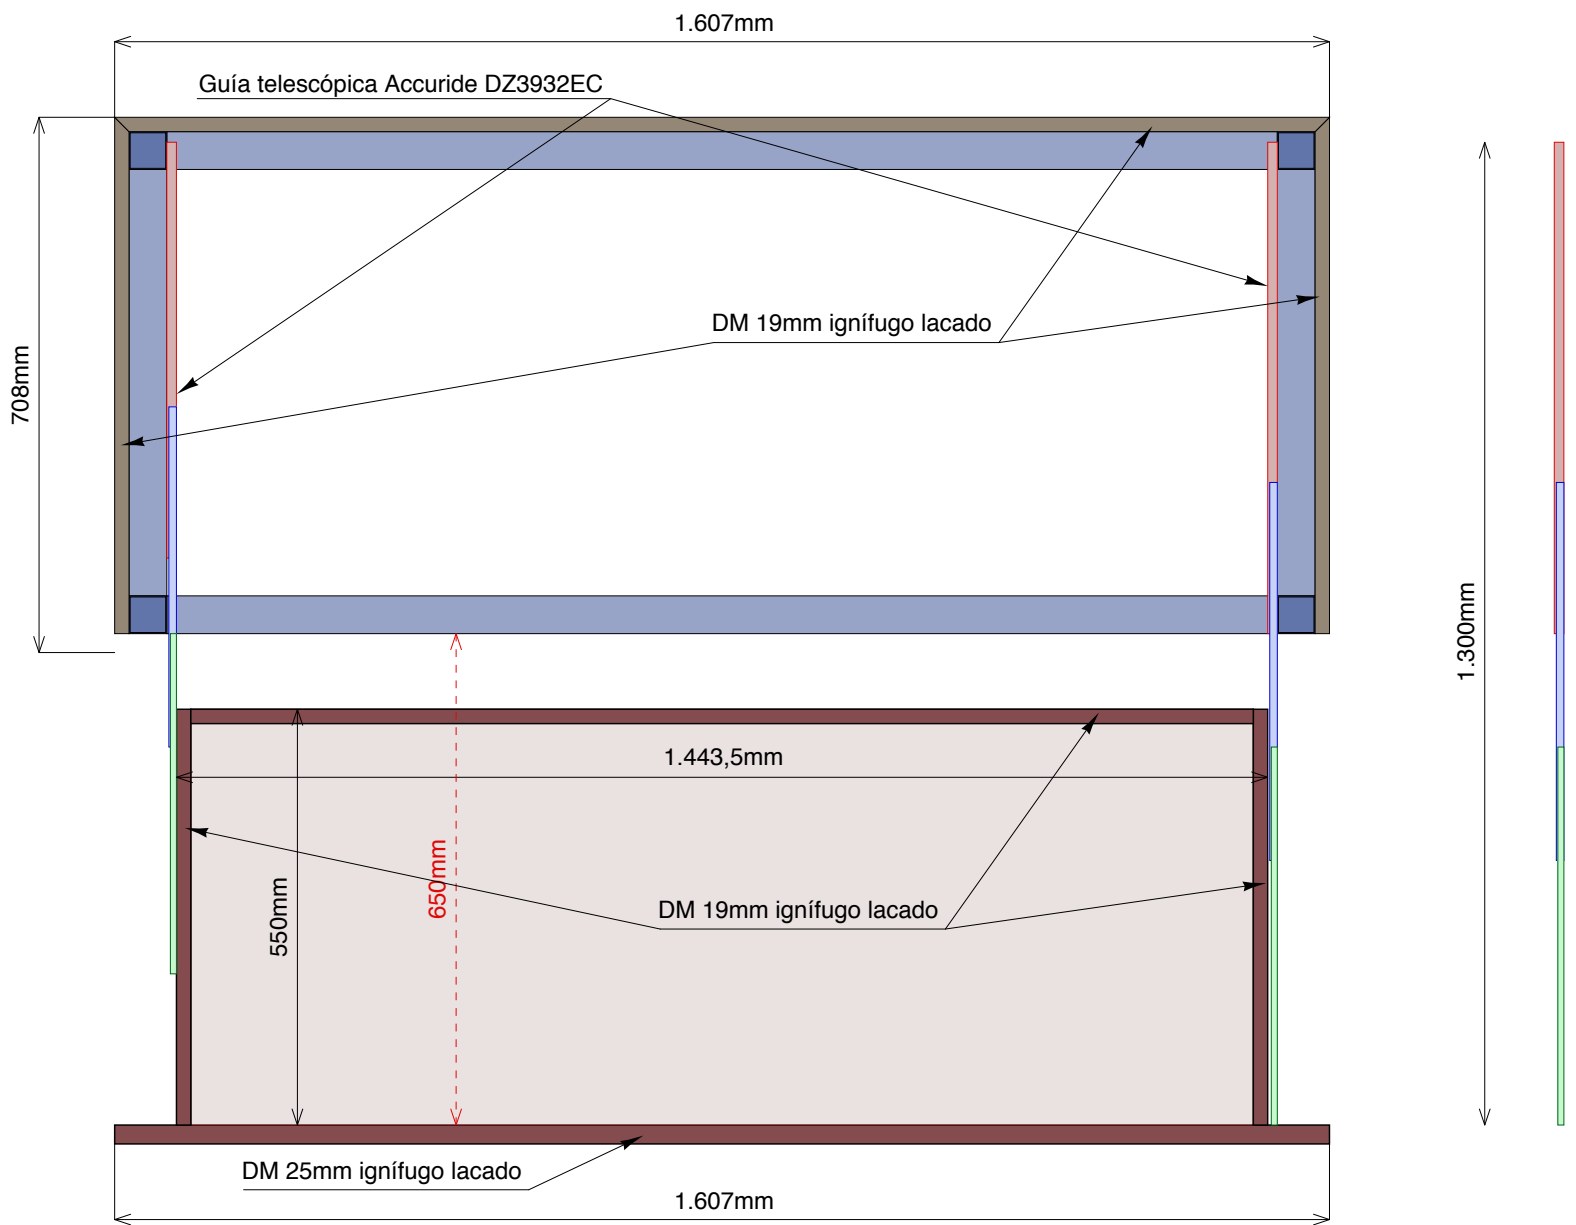 1.607mm
Guía telescópica Accuride DZ3932EC
DM 19mm ignífugo lacado
708mm
1.300mm
1.443,5mm
650mm
550mm
DM 19mm ignífugo lacado
DM 25mm ignífugo lacado
1.607mm